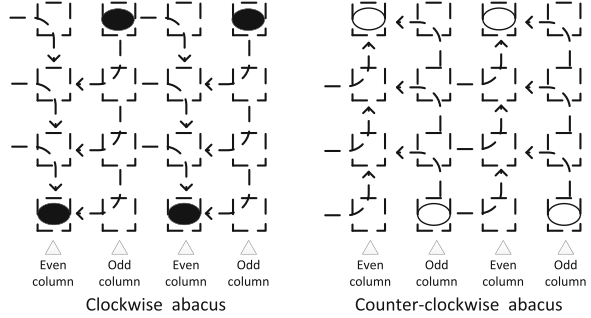 Even Odd Even Odd Even Odd Even Odd
column column column column column column column column
Clockwise abacus Counter-clockwise abacus